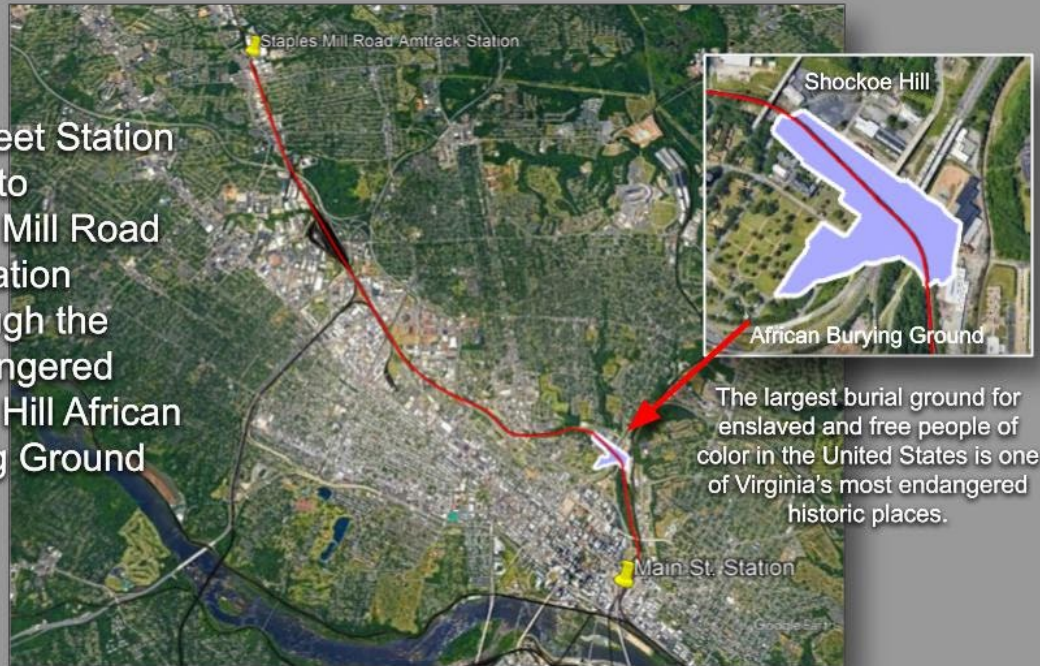 eet Station
to
Mill Road
ation
ugh the
ngered
Hill African
g Ground
Staples Mill Road Amtrack Station
Main St. Station
Google Earth
Shockoe Hill
African Burying Ground
The largest burial ground for
enslaved and free people of
color in the United States is one
of Virginia's most endangered
historic places.